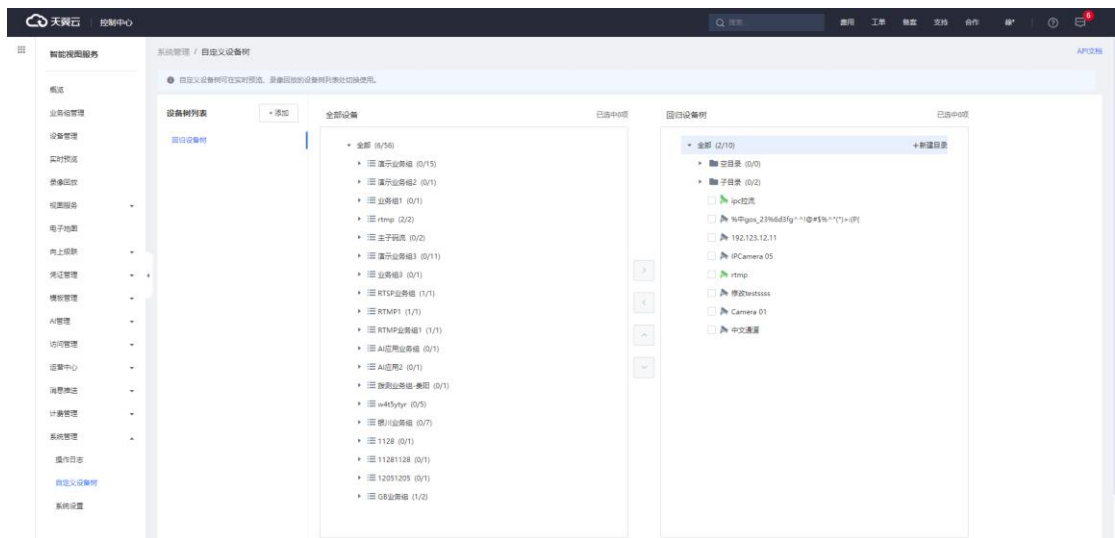 天翼云 控制中心 搜索 费用 工单 备案 支持 合作 6
智能视图服务
概览
业务组管理
设备管理
实时预览
录像回放
视图服务
电子地图
向上级联
凭证管理
模板管理
AI管理
访问管理
运营中心
消息推送
计费管理
系统管理
操作日志
自定义设备树
系统设置
系统管理 / 自定义设备树 API文档
自定义设备树可在实时预览、录像回放的设备树列表处切换使用。
设备树列表 +添加
回归设备树
全部设备 已选中0项
全部 (6/56)
演示业务组 (0/15)
演示业务组2 (0/1)
业务组1 (0/1)
rtmp (2/2)
主子码流 (0/2)
演示业务组3 (0/11)
业务组3 (0/1)
RTSP业务组 (1/1)
RTMP1 (1/1)
RTMP业务组1 (1/1)
AI应用业务组 (0/1)
AI应用2 (0/1)
w4t5ytyr (0/5)
银川业务组 (0/7)
1128 (0/1)
11281128 (0/1)
12051205 (0/1)
GB业务组 (1/2)
回归设备树 已选中0项
全部 (2/10) +新建目录
空目录 (0/0)
子目录 (0/2)
ipc拉流
192.123.12.11
IPCamera 05
rtmp
修改testssss
Camera 01
中文通道